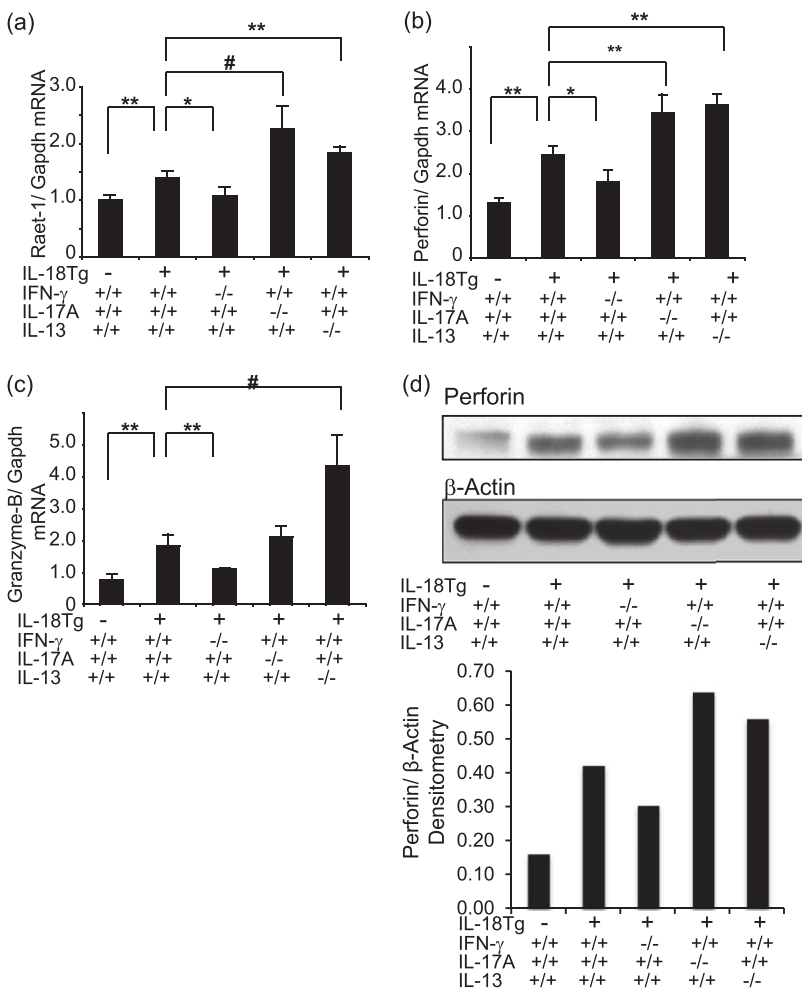 (a)
**
#
**
*
Raet-1/ Gapdh mRNA
3.0
2.0
1.0
0
IL-18Tg - + + + +
IFN-γ +/+ +/+ -/- +/+ +/+
IL-17A +/+ +/+ +/+ -/- +/+
IL-13 +/+ +/+ +/+ +/+ -/-
(b)
**
**
**
*
Perforin/ Gapdh mRNA
4.0
3.0
2.0
1.0
0
IL-18Tg - + + + +
IFN-γ +/+ +/+ -/- +/+ +/+
IL-17A +/+ +/+ +/+ -/- +/+
IL-13 +/+ +/+ +/+ +/+ -/-
(c)
#
**
**
Granzyme-B/ Gapdh
mRNA
5.0
4.0
3.0
2.0
1.0
0
IL-18Tg - + + + +
IFN-γ +/+ +/+ -/- +/+ +/+
IL-17A +/+ +/+ +/+ -/- +/+
IL-13 +/+ +/+ +/+ +/+ -/-
(d)
Perforin
β-Actin
IL-18Tg - + + + +
IFN-γ +/+ +/+ -/- +/+ +/+
IL-17A +/+ +/+ +/+ -/- +/+
IL-13 +/+ +/+ +/+ +/+ -/-
Perforin/ β-Actin
Densitometry
0.70
0.60
0.50
0.40
0.30
0.20
0.10
0.00
IL-18Tg - + + + +
IFN-γ +/+ +/+ -/- +/+ +/+
IL-17A +/+ +/+ +/+ -/- +/+
IL-13 +/+ +/+ +/+ +/+ -/-